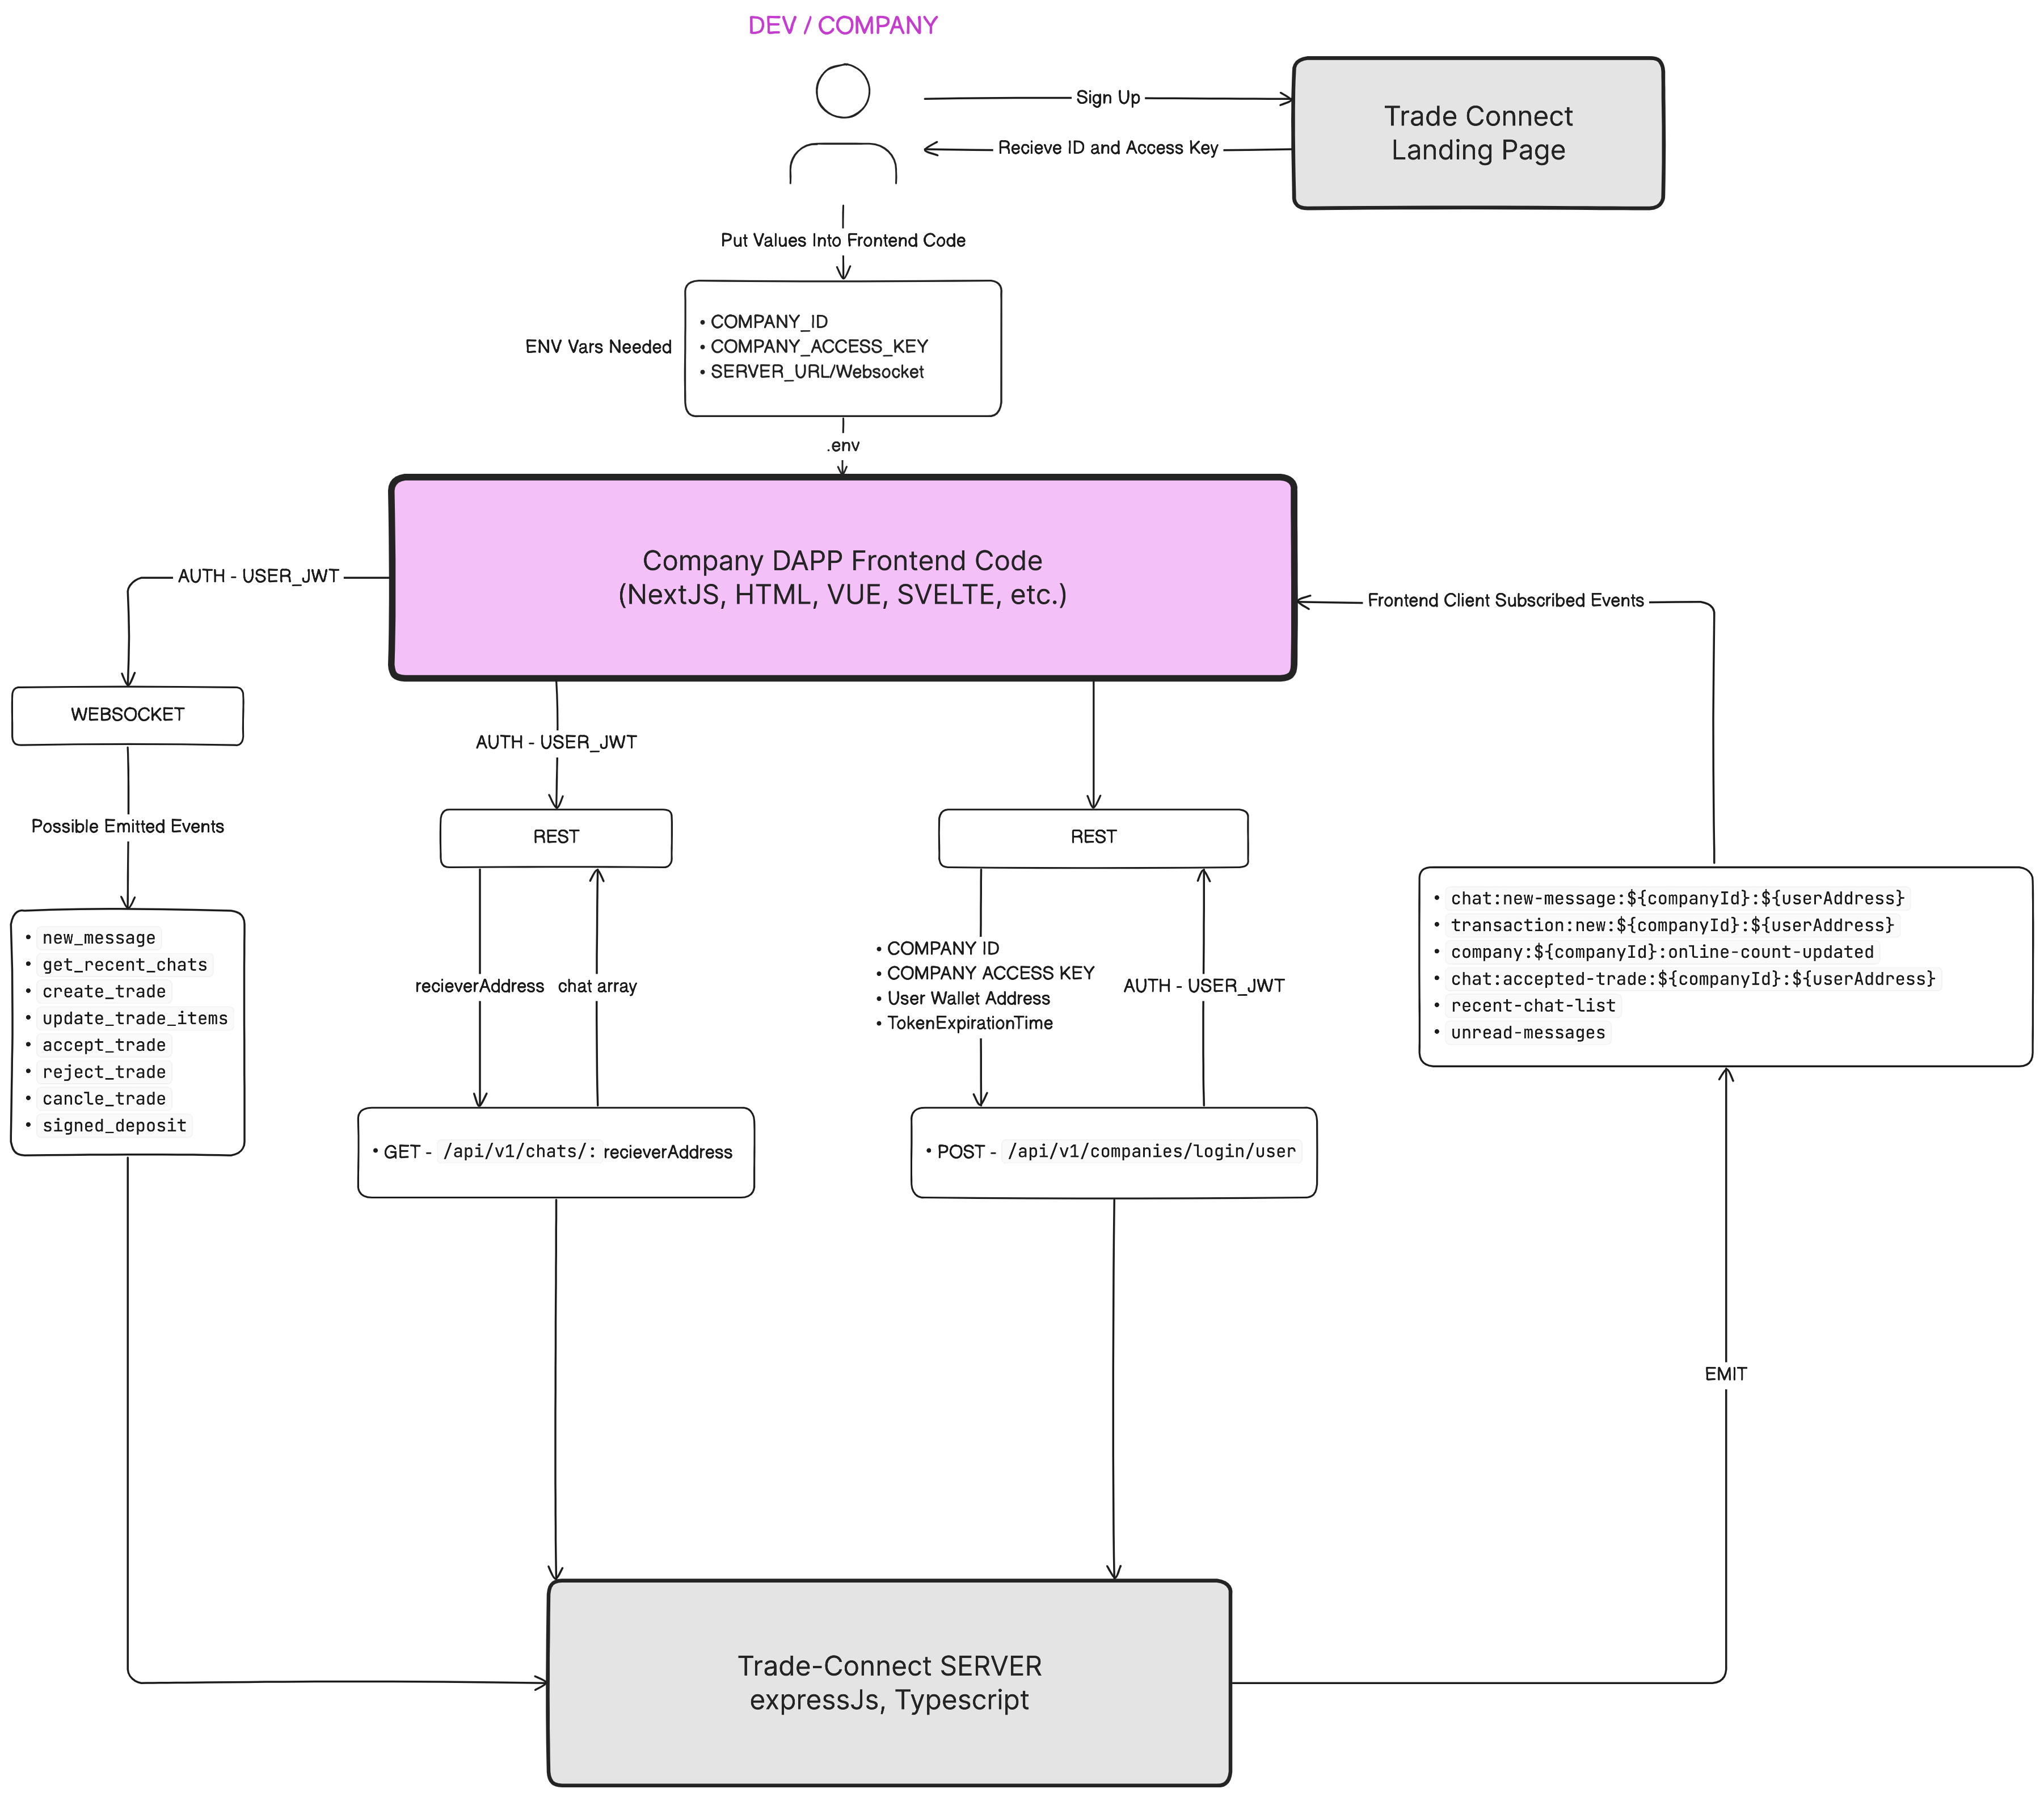 DEV / COMPANY
Sign Up
Recieve ID and Access Key
Trade Connect
Landing Page
Put Values Into Frontend Code
ENV Vars Needed
• COMPANY_ID
• COMPANY_ACCESS_KEY
• SERVER_URL/Websocket
.env
Company DAPP Frontend Code
(NextJS, HTML, VUE, SVELTE, etc.)
AUTH - USER_JWT
Frontend Client Subscribed Events
WEBSOCKET
AUTH - USER_JWT
Possible Emitted Events
REST
REST
• new_message
• get_recent_chats
• create_trade
• update_trade_items
• accept_trade
• reject_trade
• cancle_trade
• signed_deposit
recieverAddress
chat array
• COMPANY ID
• COMPANY ACCESS KEY
• User Wallet Address
• TokenExpirationTime
AUTH - USER_JWT
• chat:new-message:${companyId}:${userAddress}
• transaction:new:${companyId}:${userAddress}
• company:${companyId}:online-count-updated
• chat:accepted-trade:${companyId}:${userAddress}
• recent-chat-list
• unread-messages
• GET - /api/v1/chats/: recieverAddress
• POST - /api/v1/companies/login/user
EMIT
Trade-Connect SERVER
expressJs, Typescript